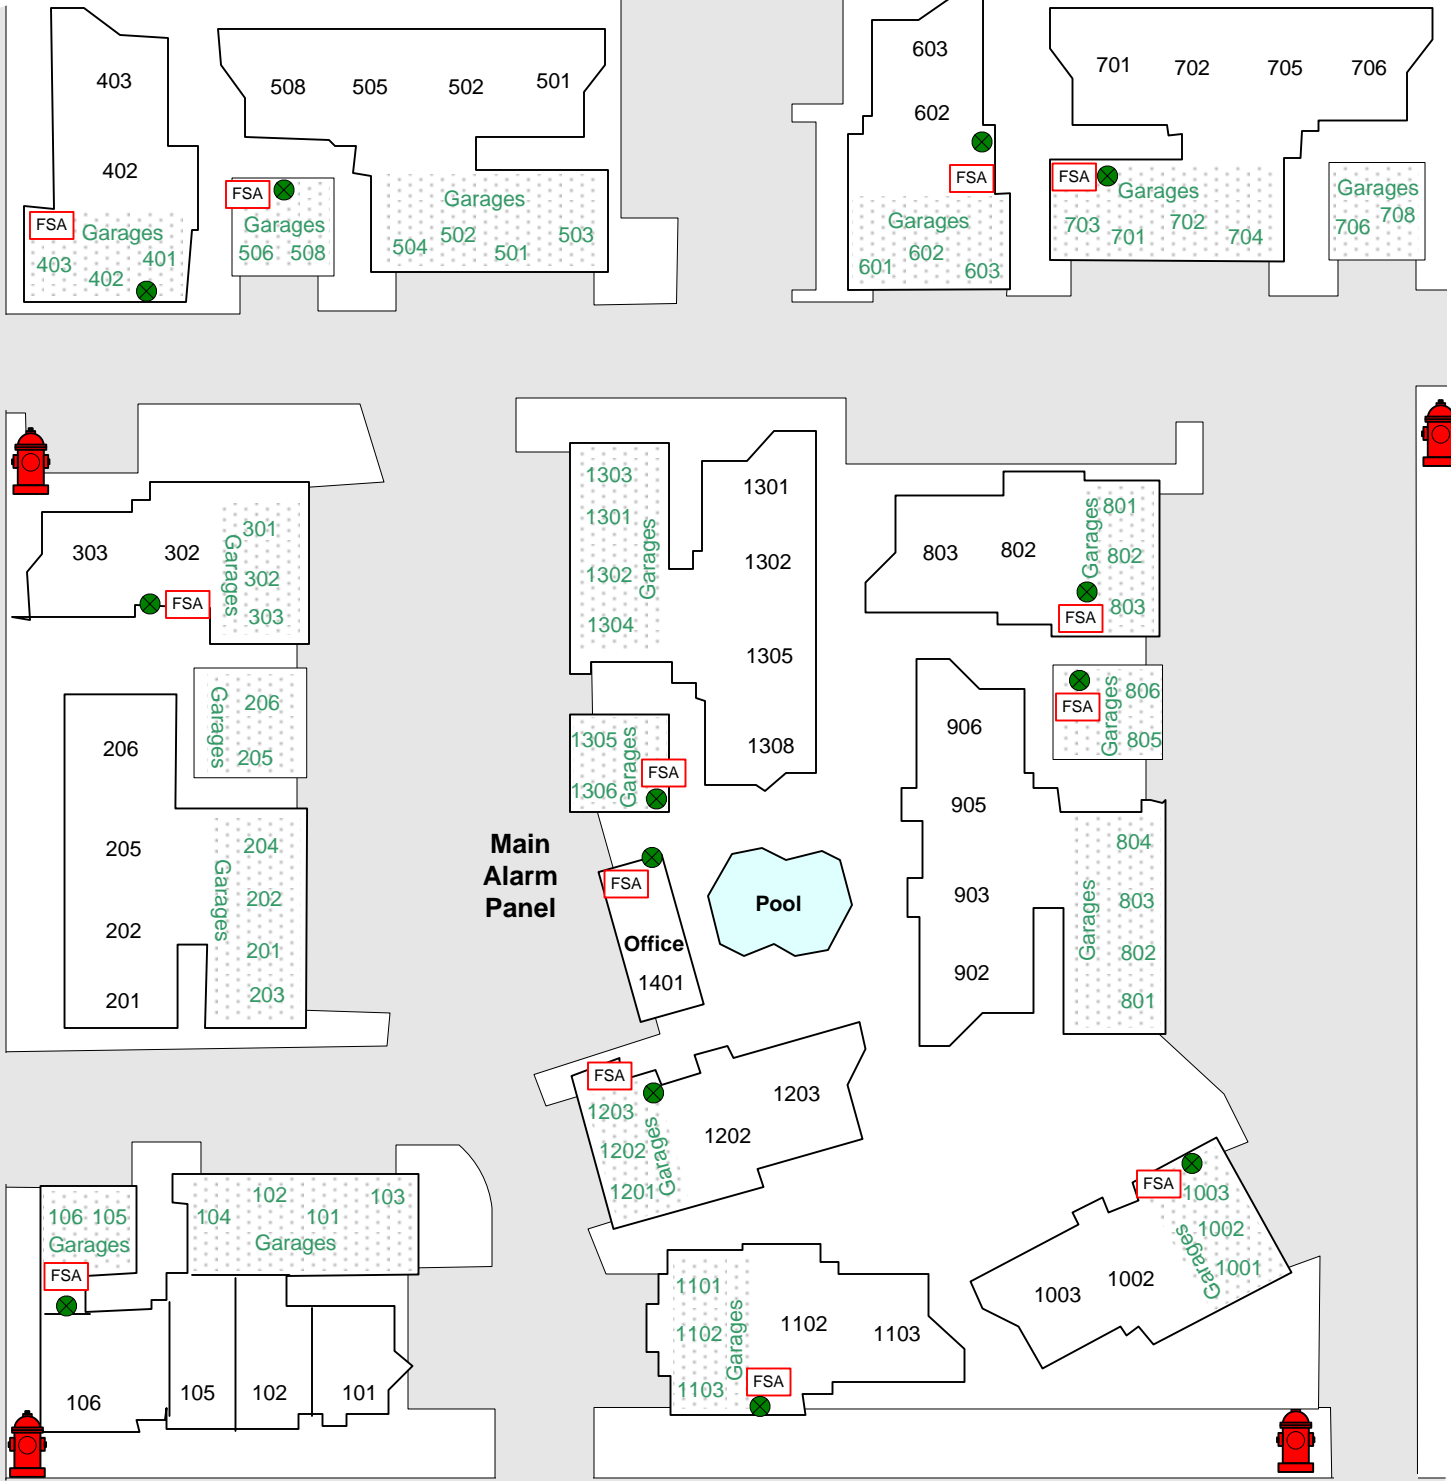 403
402
FSA
Garages
403
402
401
508
505
502
501
FSA
Garages
506
508
Garages
504
502
501
503
603
602
FSA
Garages
601
602
603
701
702
705
706
FSA
Garages
703
701
702
704
Garages
706
708
303
302
FSA
Garages
301
302
303
206
205
202
201
Garages
206
205
Garages
204
202
201
203
1303
1301
1302
1304
Garages
1301
1302
1305
1308
1305
1306
Garages
FSA
803
802
Garages
801
802
803
FSA
FSA
Garages
806
805
906
905
903
902
Garages
804
803
802
801
Main
Alarm
Panel
FSA
Office
1401
Pool
FSA
1203
1202
1201
Garages
1202
1203
106
105
Garages
FSA
104
102
101
103
Garages
106
105
102
101
1101
1102
1103
Garages
1102
1103
FSA
FSA
1003
1002
1001
Garages
1003
1002